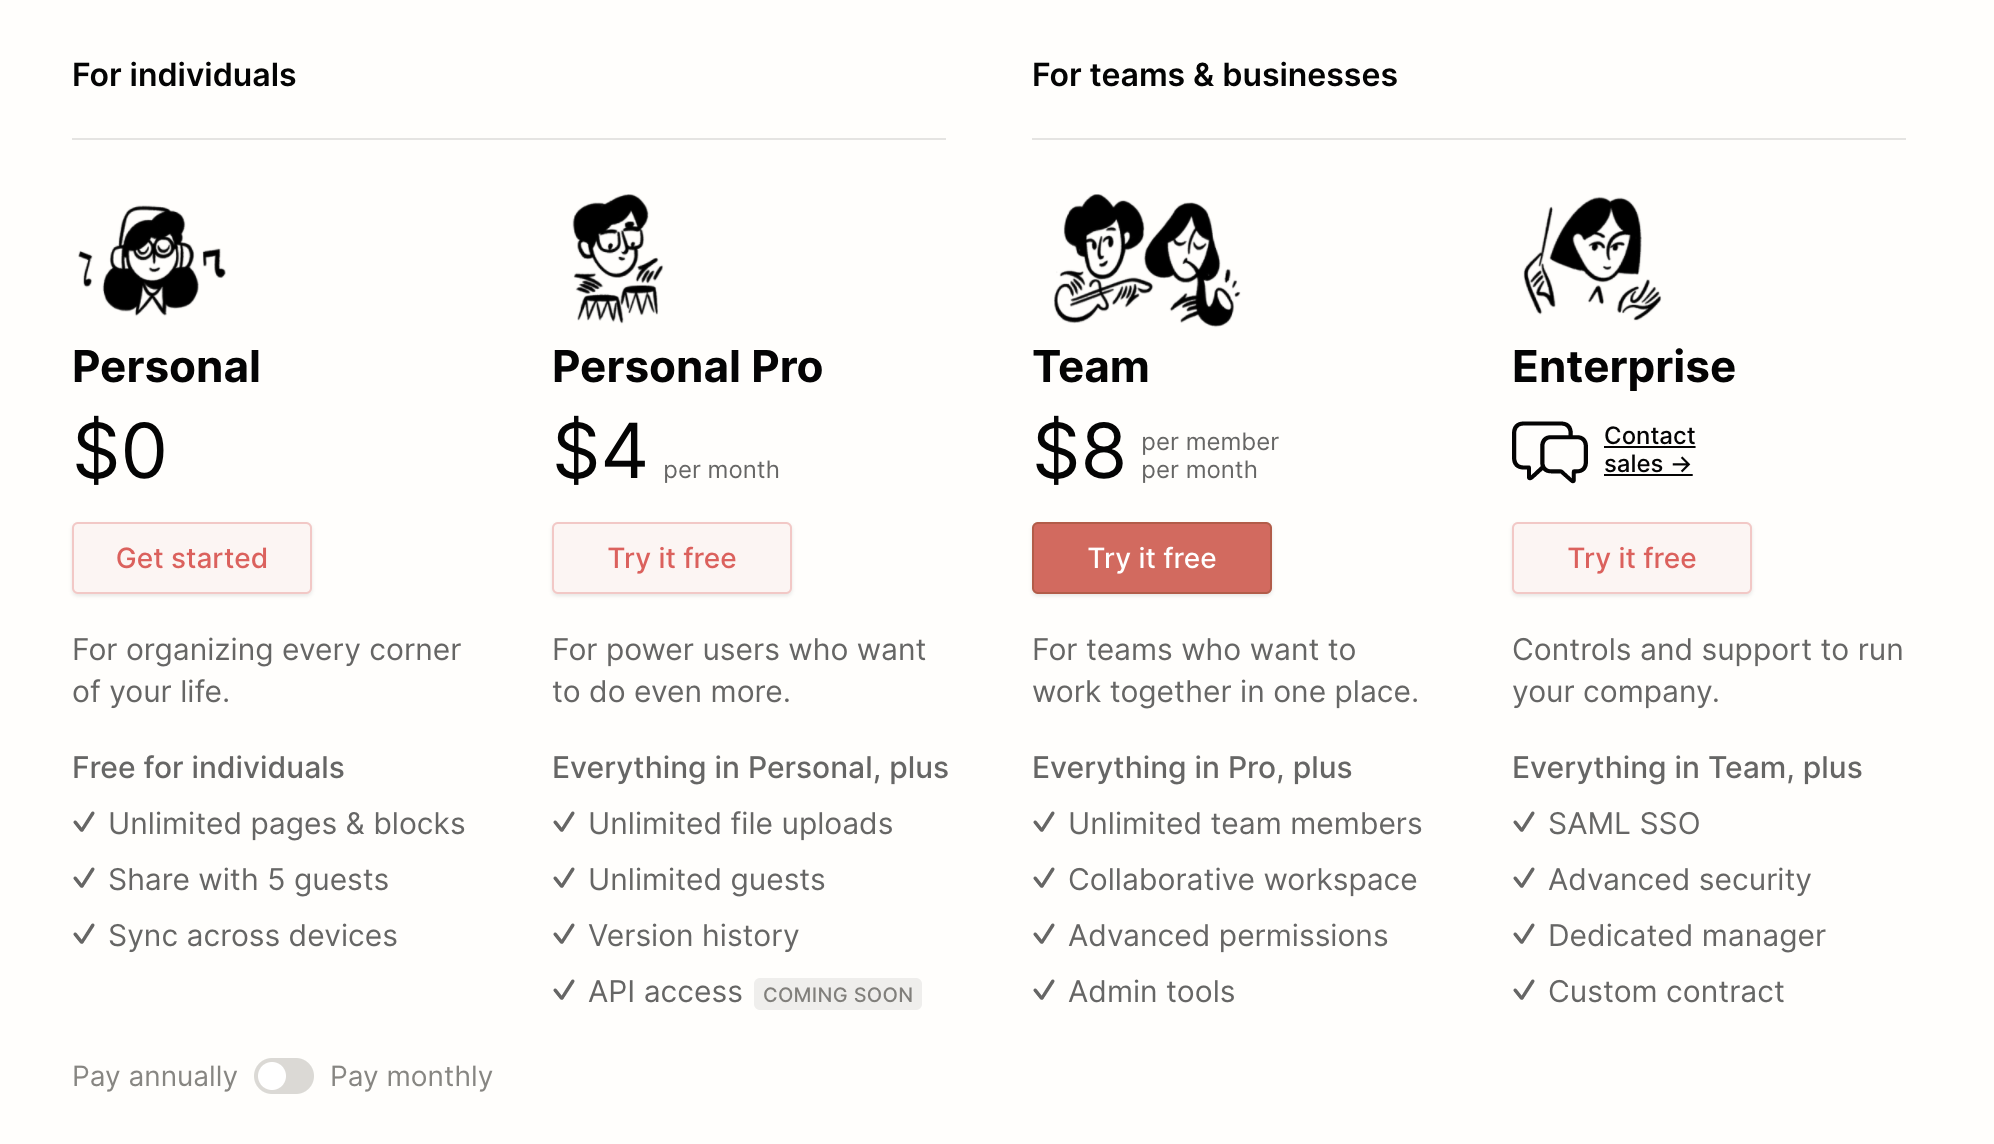 For individuals
For teams & businesses
Personal
$0
Get started
For organizing every corner
of your life.
Free for individuals
✓ Unlimited pages & blocks
✓ Share with 5 guests
✓ Sync across devices
Personal Pro
$4 per month
Try it free
For power users who want
to do even more.
Everything in Personal, plus
✓ Unlimited file uploads
✓ Unlimited guests
✓ Version history
✓ API access COMING SOON
Team
$8 per member
per month
Try it free
For teams who want to
work together in one place.
Everything in Pro, plus
✓ Unlimited team members
✓ Collaborative workspace
✓ Advanced permissions
✓ Admin tools
Enterprise
Contact
sales →
Try it free
Controls and support to run
your company.
Everything in Team, plus
✓ SAML SSO
✓ Advanced security
✓ Dedicated manager
✓ Custom contract
Pay annually Pay monthly